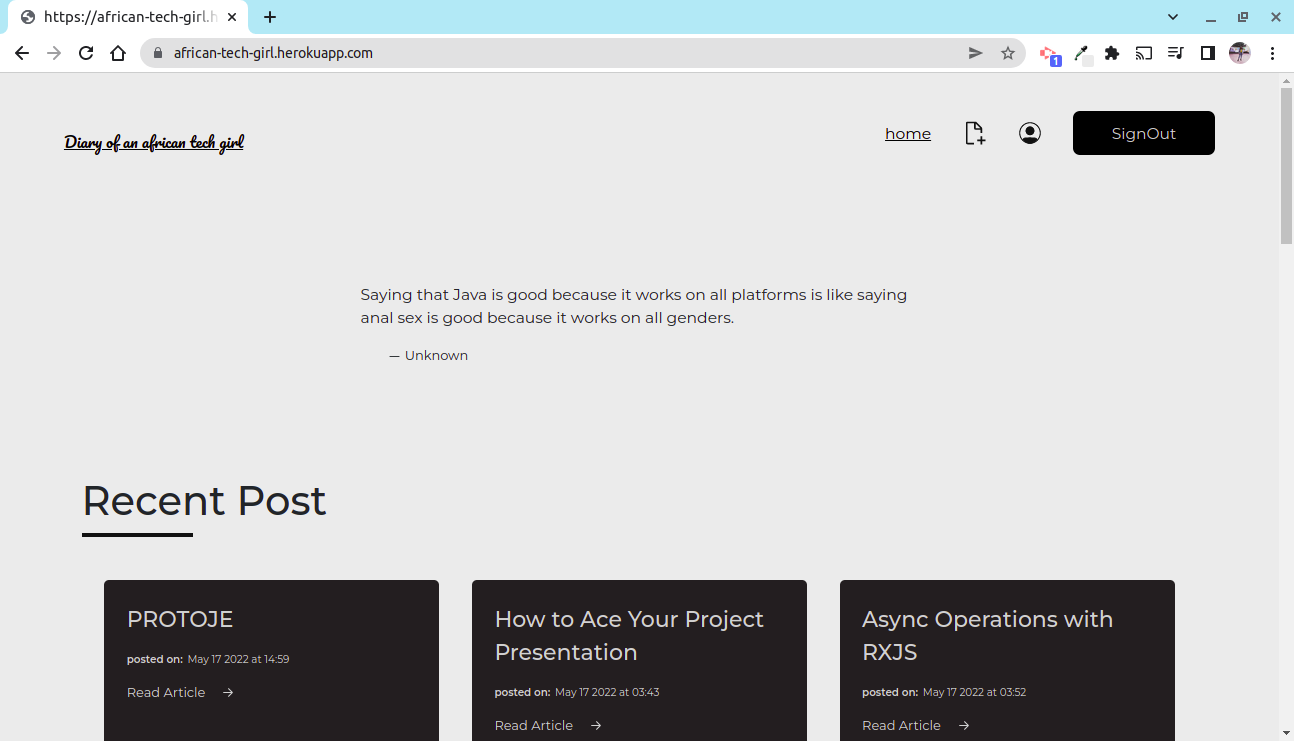 https://african-tech-girl.h
african-tech-girl.herokuapp.com
1
Diary of an african tech girl
home
SignOut
Saying that Java is good because it works on all platforms is like saying
anal sex is good because it works on all genders.
— Unknown
Recent Post
PROTOJE
posted on: May 17 2022 at 14:59
Read Article →
How to Ace Your Project
Presentation
posted on: May 17 2022 at 03:43
Read Article →
Async Operations with
RXJS
posted on: May 17 2022 at 03:52
Read Article →